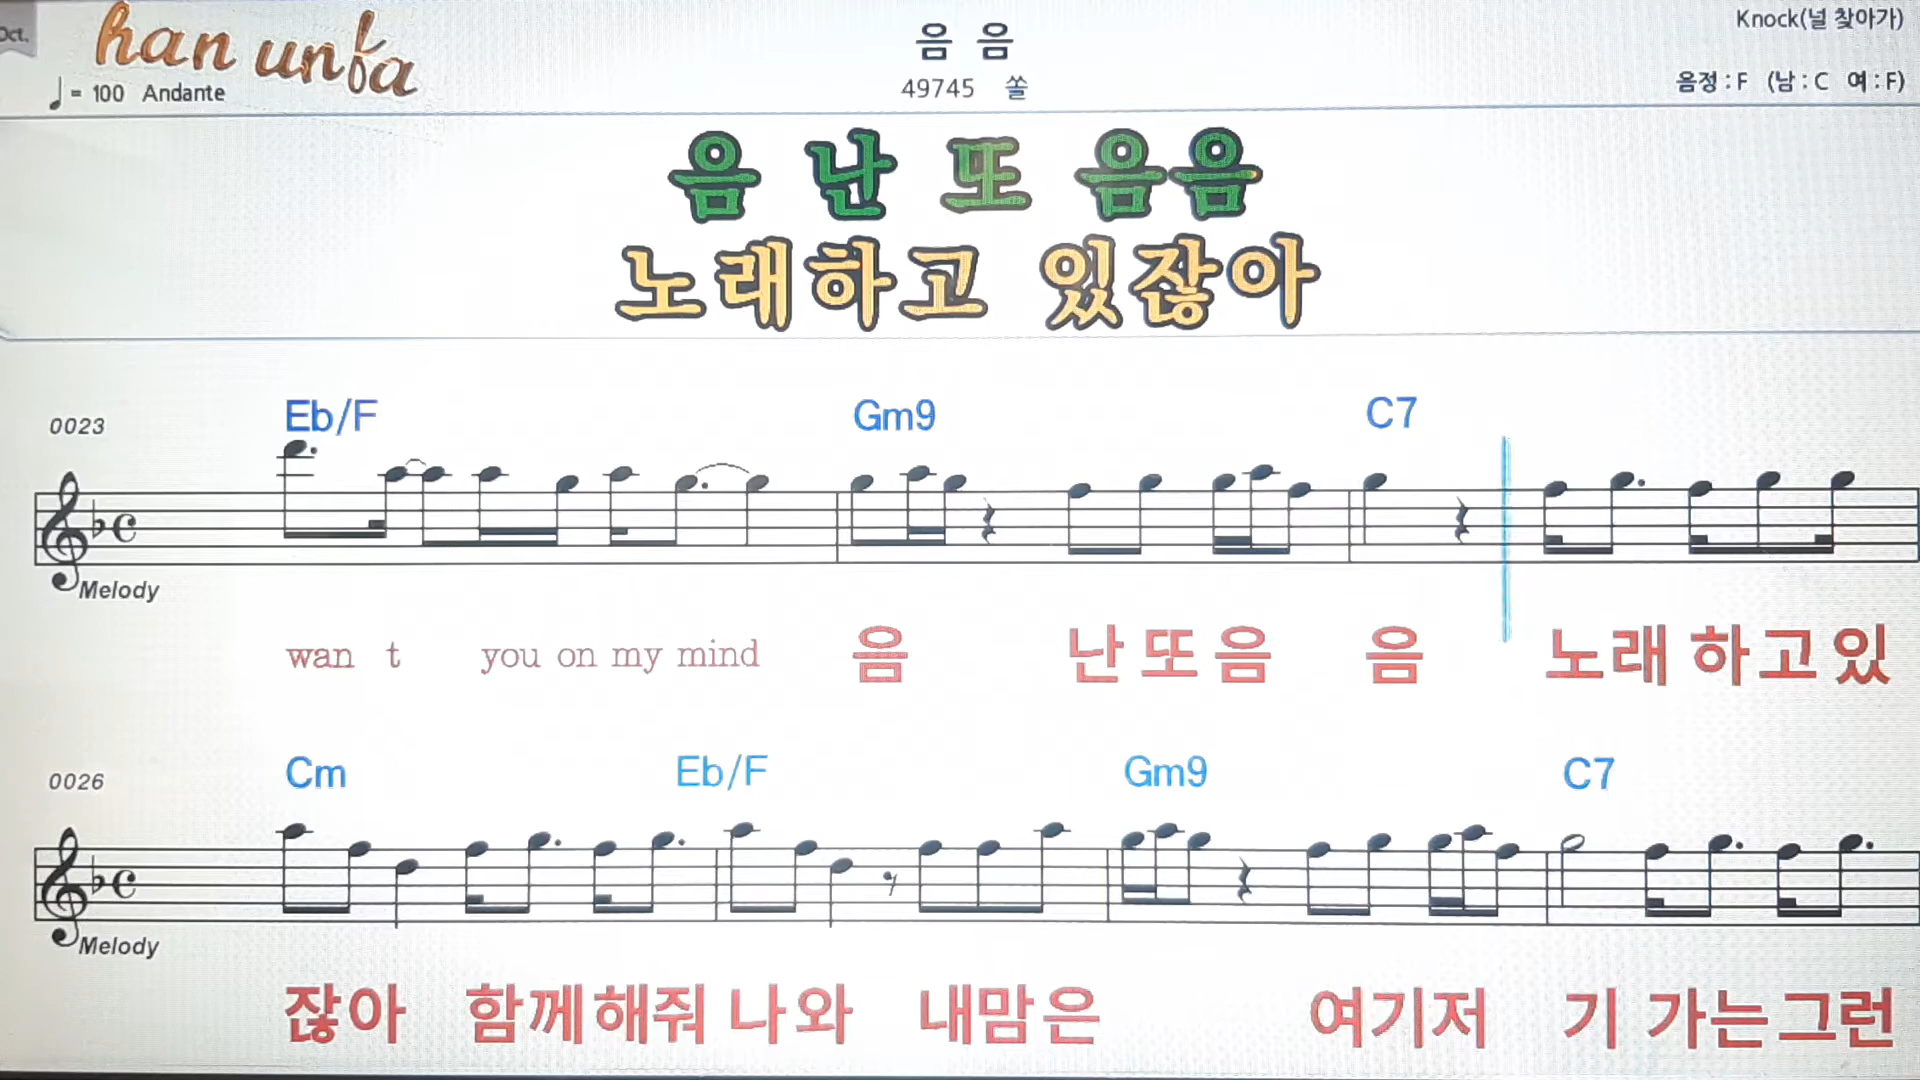 Oct.
han unba
음 음
Knock(널 찾아가)
♩ = 100 Andante
49745 쏠
음정 : F (남 : C 여 : F)
음 난 또 음음
노래하고 있잖아
0023 Eb/F Gm9 C7
Melody
wan t you on my mind 음 난 또 음 음 노래 하고 있
0026 Cm Eb/F Gm9 C7
Melody
잖아 함께해줘 나와 내맘은 여기저 기 가는그런